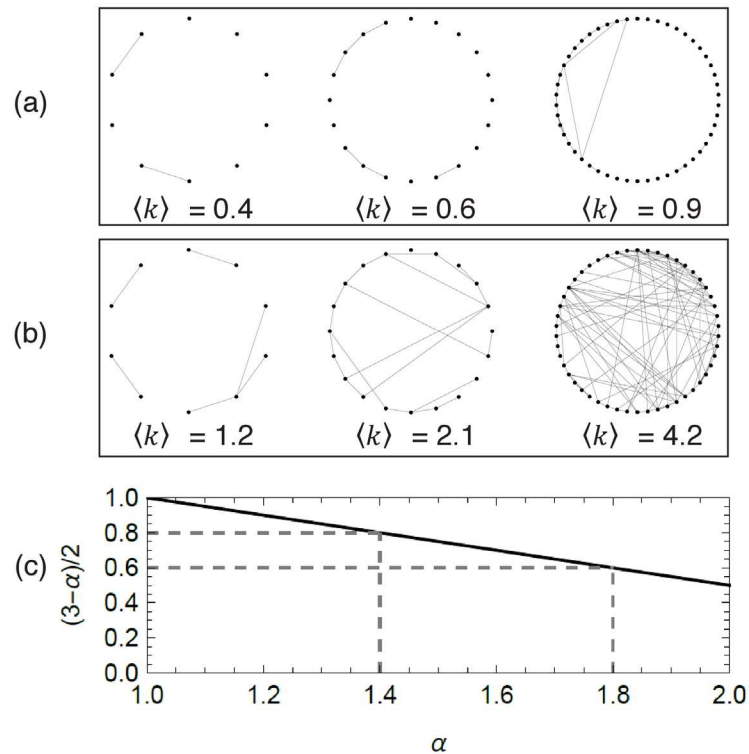 (a)
⟨k⟩ = 0.4
⟨k⟩ = 0.6
⟨k⟩ = 0.9
(b)
⟨k⟩ = 1.2
⟨k⟩ = 2.1
⟨k⟩ = 4.2
(c)
(3−α)/2
1.0
0.8
0.6
0.4
0.2
0.0
1.0 1.2 1.4 1.6 1.8 2.0
α